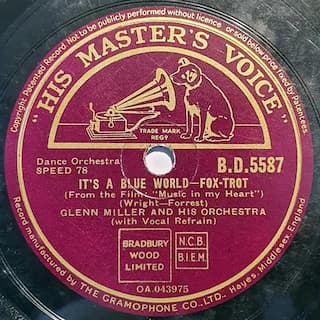 Copyright. Patented Record. Not to be publicly performed without licence or sold below price fixed by Patentees.
"HIS MASTER'S VOICE"
TRADE MARK
REGD
Dance Orchestra
SPEED 78
B.D.5587
IT'S A BLUE WORLD—FOX-TROT
(From the Film, "Music in my Heart")
(Wright—Forrest)
GLENN MILLER AND HIS ORCHESTRA
(with Vocal Refrain)
BRADBURY
WOOD
LIMITED
N.C.B.
B.I.E.M.
OA.043975
Record manufactured by THE GRAMOPHONE CO., LTD., Hayes, Middlesex, England